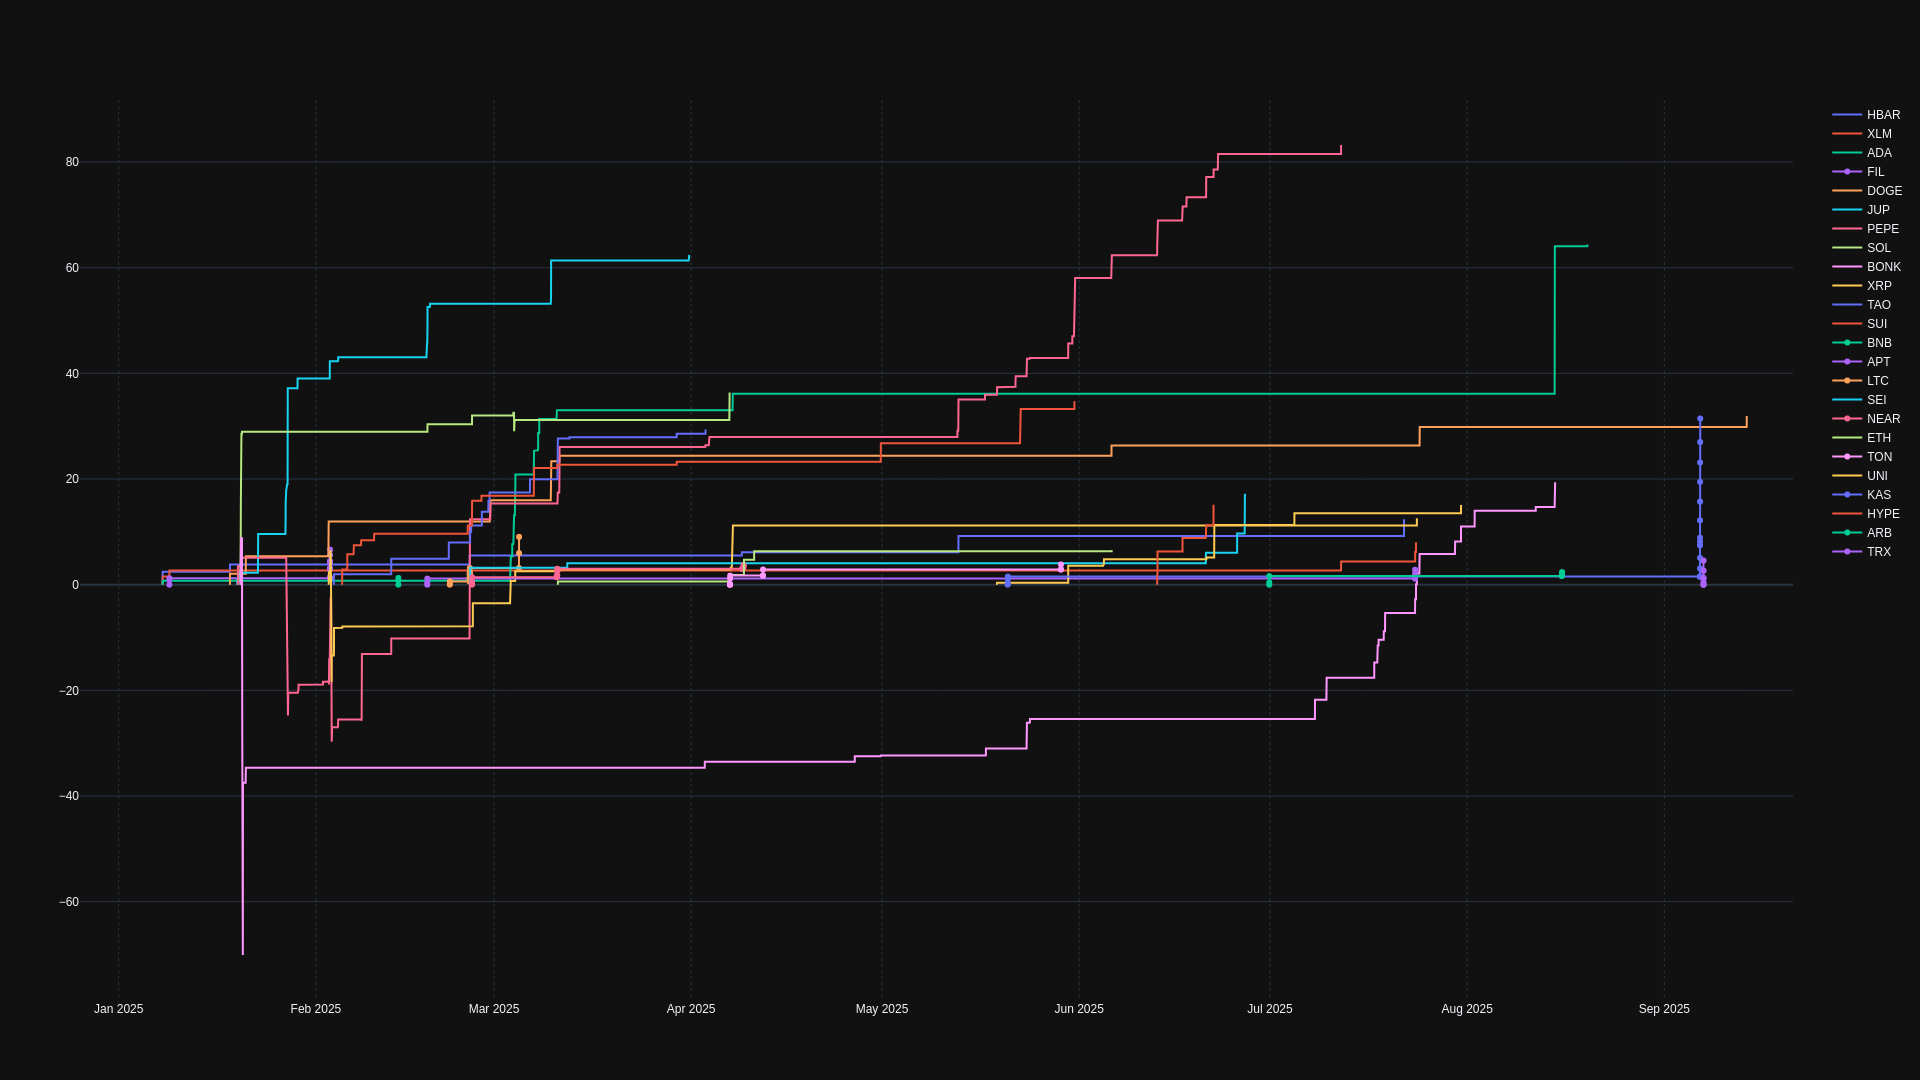 80
60
40
20
0
−20
−40
−60
Jan 2025
Feb 2025
Mar 2025
Apr 2025
May 2025
Jun 2025
Jul 2025
Aug 2025
Sep 2025
HBAR
XLM
ADA
FIL
DOGE
JUP
PEPE
SOL
BONK
XRP
TAO
SUI
BNB
APT
LTC
SEI
NEAR
ETH
TON
UNI
KAS
HYPE
ARB
TRX